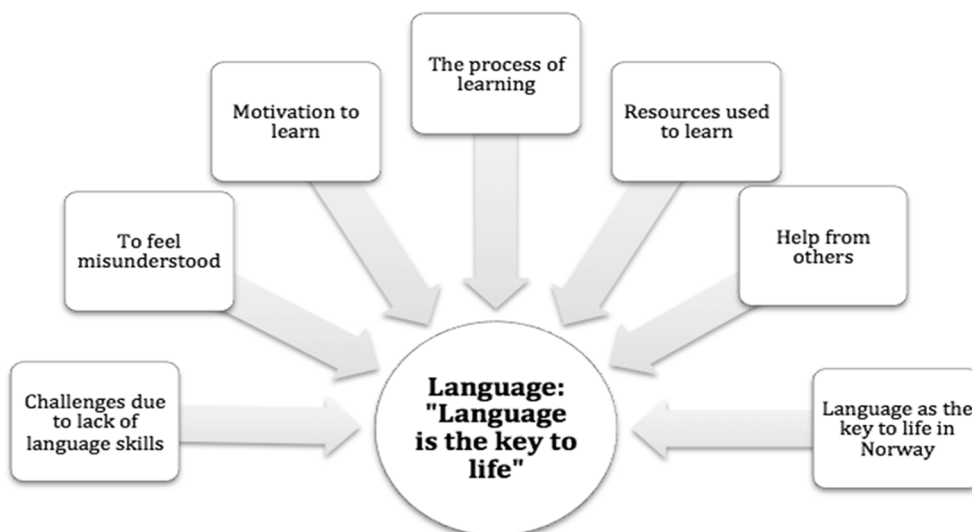 The process of
learning
Motivation to
learn
Resources used
to learn
To feel
misunderstood
Help from
others
Challenges due
to lack of
language skills
Language:
"Language
is the key to
life"
Language as the
key to life in
Norway